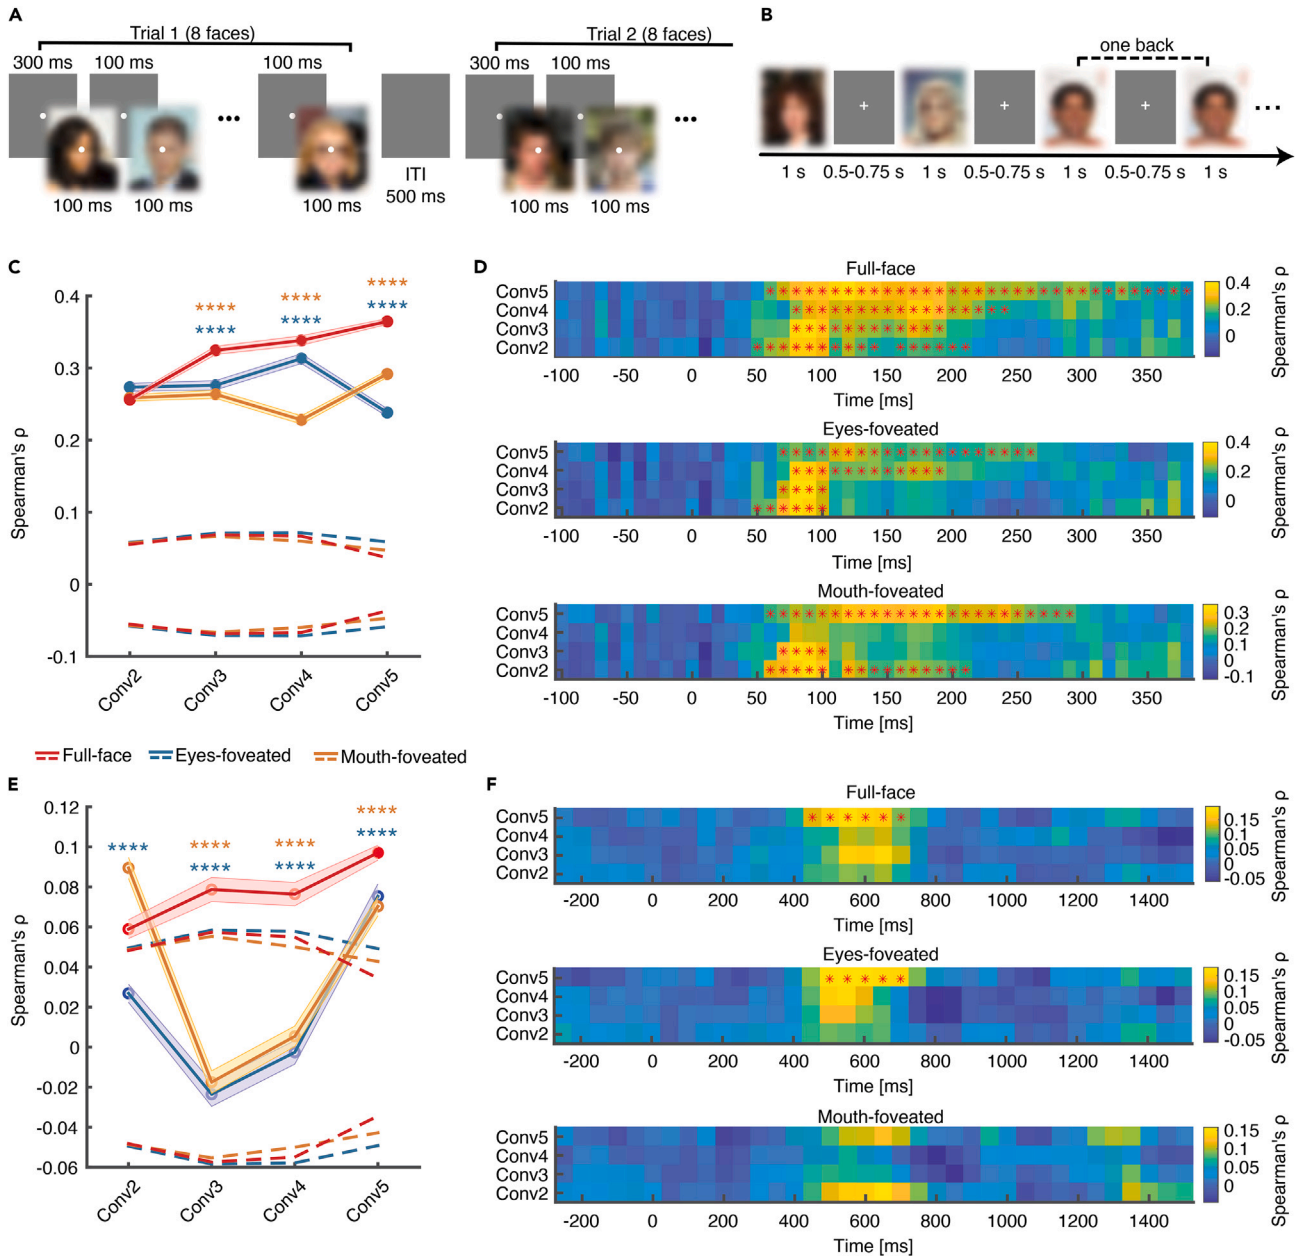 A
Trial 1 (8 faces)
300 ms
100 ms
100 ms
•••
100 ms
100 ms
100 ms
ITI
500 ms
Trial 2 (8 faces)
300 ms
100 ms
•••
100 ms
100 ms
B
one back
+
+
+
...
1 s
0.5-0.75 s
1 s
0.5-0.75 s
1 s
0.5-0.75 s
1 s
C
****
**** ****
**** **** ****
****
0.4
0.3
0.2
0.1
0
-0.1
Spearman's ρ
Conv2
Conv3
Conv4
Conv5
D
Full-face
Conv5
Conv4
Conv3
Conv2
-100 -50 0 50 100 150 200 250 300 350
Time [ms]
0.4
0.2
0
Spearman's ρ
Eyes-foveated
Conv5
Conv4
Conv3
Conv2
-100 -50 0 50 100 150 200 250 300 350
Time [ms]
0.4
0.2
0
Spearman's ρ
Mouth-foveated
Conv5
Conv4
Conv3
Conv2
-100 -50 0 50 100 150 200 250 300 350
Time [ms]
0.3
0.2
0.1
0
-0.1
Spearman's ρ
Full-face
Eyes-foveated
Mouth-foveated
E
****
**** **** **** ****
**** ****
0.12
0.1
0.08
0.06
0.04
0.02
0
-0.02
-0.04
-0.06
Spearman's ρ
Conv2
Conv3
Conv4
Conv5
F
Full-face
Conv5
Conv4
Conv3
Conv2
-200 0 200 400 600 800 1000 1200 1400
Time [ms]
0.15
0.1
0.05
0
-0.05
Spearman's ρ
Eyes-foveated
Conv5
Conv4
Conv3
Conv2
-200 0 200 400 600 800 1000 1200 1400
Time [ms]
0.15
0.1
0.05
0
-0.05
Spearman's ρ
Mouth-foveated
Conv5
Conv4
Conv3
Conv2
-200 0 200 400 600 800 1000 1200 1400
Time [ms]
0.15
0.1
0.05
0
Spearman's ρ